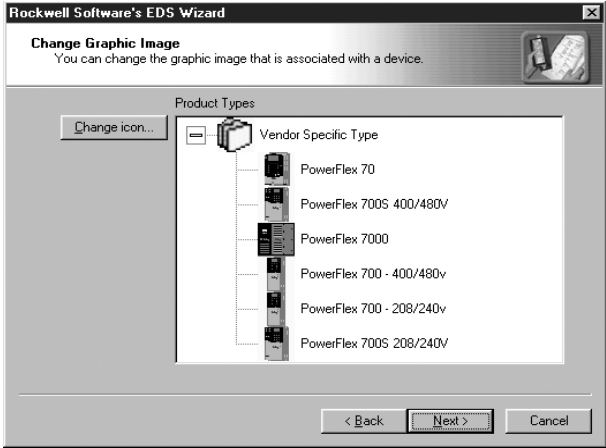 Rockwell Software's EDS Wizard
Change Graphic Image
You can change the graphic image that is associated with a device.
Product Types
Change icon...
Vendor Specific Type
PowerFlex 70
PowerFlex 700S 400/480V
PowerFlex 7000
PowerFlex 700 - 400/480v
PowerFlex 700 - 208/240v
PowerFlex 700S 208/240V
< Back
Next >
Cancel